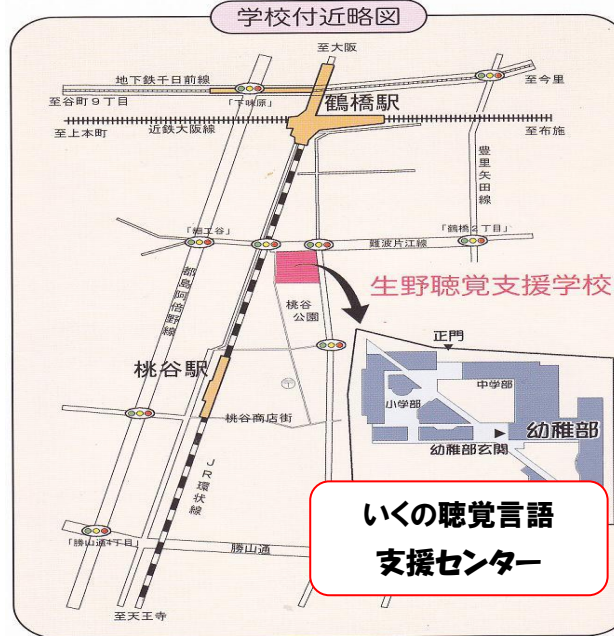 学校付近略図
至大阪
地下鉄千日前線
至谷町9丁目
「下味原」
至今里
鶴橋駅
近鉄大阪線
至上本町
至布施
豊里矢田線
「細工谷」
「鶴橋2丁目」
難波片江線
生野聴覚支援学校
都島阿倍野線
桃谷
公園
正門
桃谷駅
中学部
小学部
幼稚部
桃谷商店街
幼稚部玄関
JR環状線
いくの聴覚言語
支援センター
「勝山通4丁目」
勝山通
至天王寺